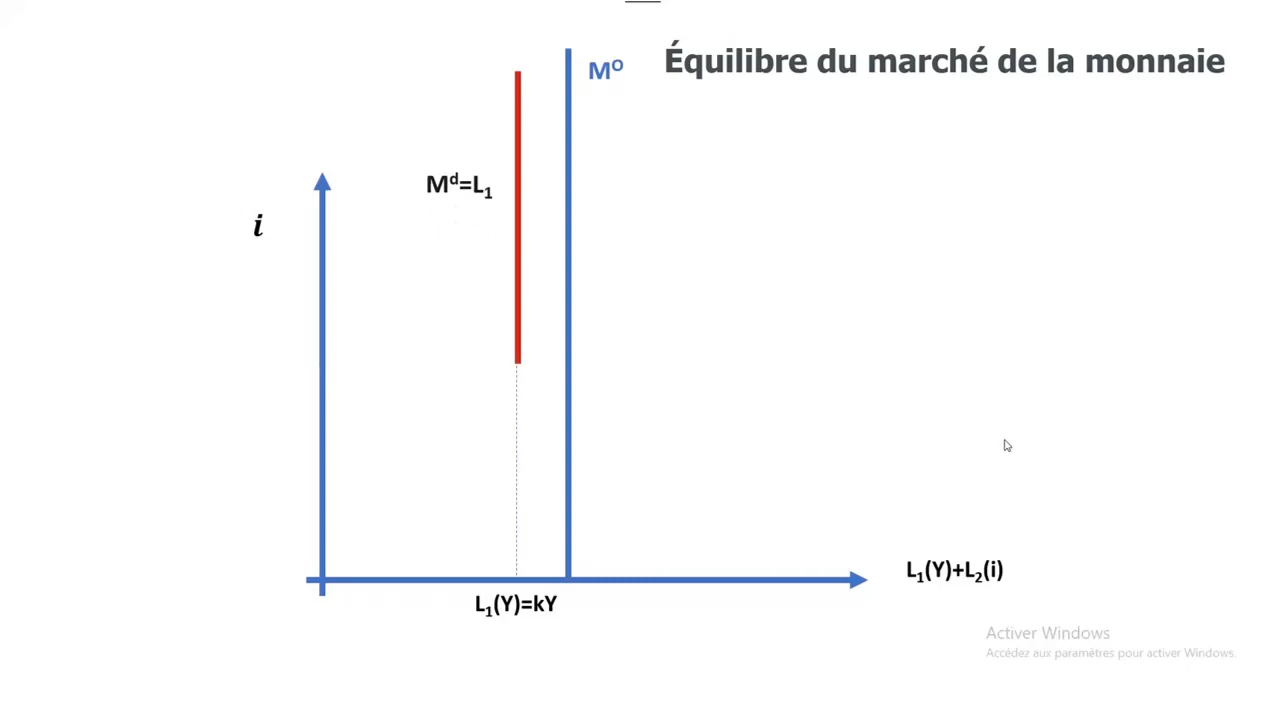 Équilibre du marché de la monnaie
Mᴼ
Mᵈ=L₁
i
L₁(Y)+L₂(i)
L₁(Y)=kY
Activer Windows
Accédez aux paramètres pour activer Windows.